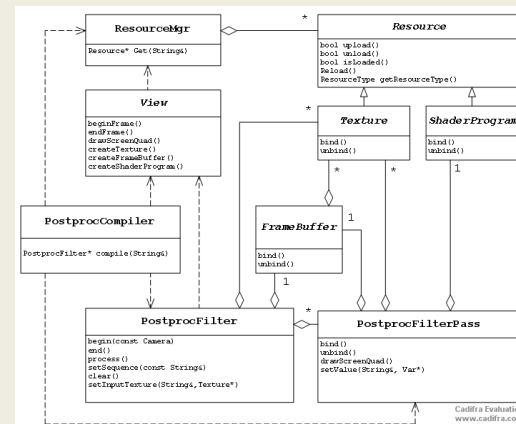 ResourceMgr
Resource* Get(String&)
*
Resource
bool upload()
bool unload()
bool isLoaded()
Reload()
ResourceType getResourceType()
View
beginFrame()
endFrame()
drawScreenQuad()
createTexture()
createFrameBuffer()
createShaderProgram()
*
Texture
bind()
unbind()
ShaderProgram
bind()
unbind()
*
*
1
PostprocCompiler
PostprocFilter* compile(String&)
FrameBuffer
bind()
unbind()
1
1
PostprocFilter
begin(const Camera)
end()
process()
setSequence(const String&)
clear()
setInputTexture(String&,Texture*)
*
PostprocFilterPass
bind()
unbind()
drawScreenQuad()
setValue(String&, Var*)
Cadifra Evaluatio
www.cadifra.co